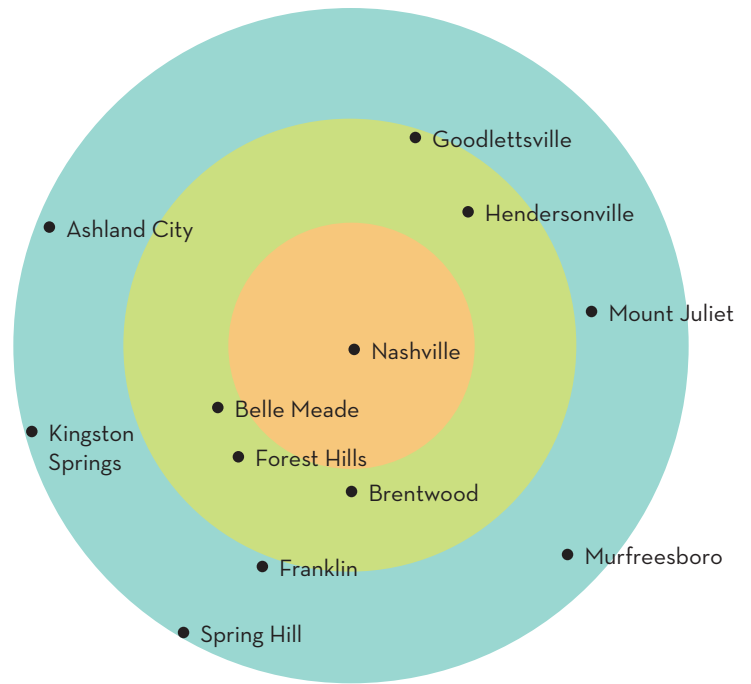 Goodlettsville
Hendersonville
Ashland City
Mount Juliet
Nashville
Belle Meade
Kingston
Springs
Forest Hills
Brentwood
Murfreesboro
Franklin
Spring Hill